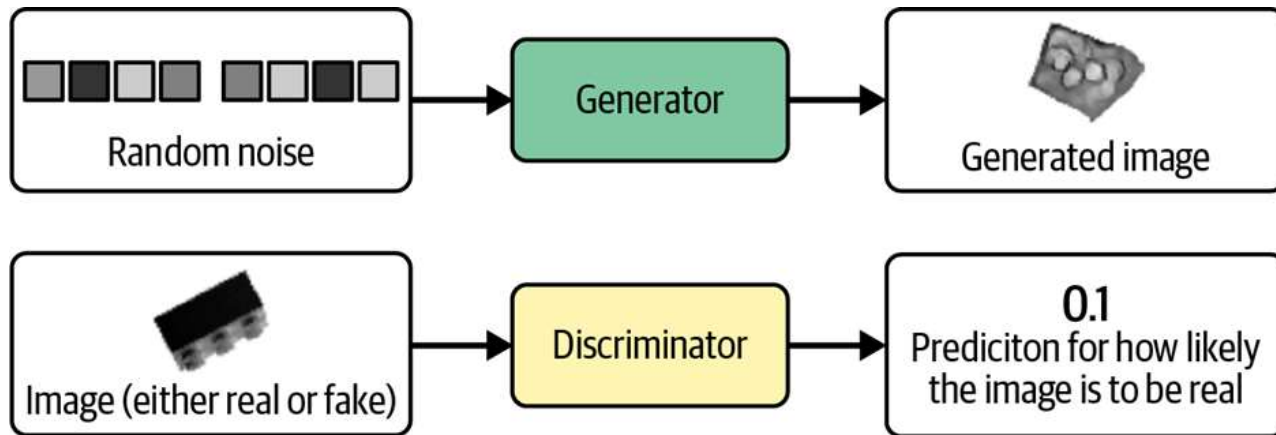 Random noise
Generator
Generated image
Image (either real or fake)
Discriminator
0.1
Prediciton for how likely
the image is to be real